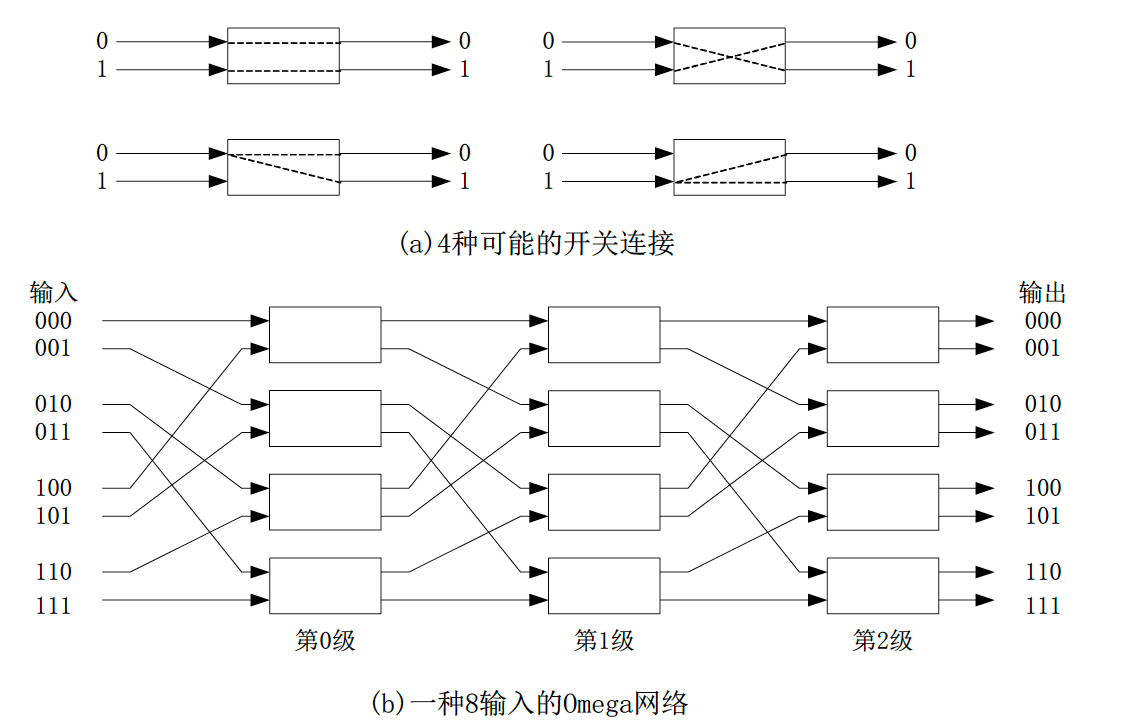 0 0 0 0
1 1 1 1
0 0 0 0
1 1 1 1
(a)4种可能的开关连接
输入 输出
000 000
001 001
010 010
011 011
100 100
101 101
110 110
111 111
第0级 第1级 第2级
(b)一种8输入的Omega网络